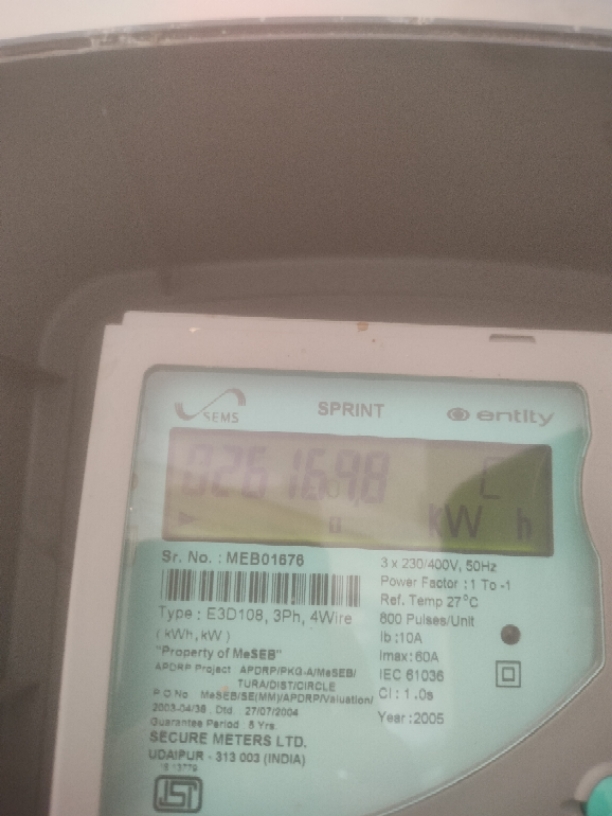 SEMS
SPRINT
entity
kW h
Sr. No. : MEB01676
Type : E3D108, 3Ph, 4Wire
( kWh, kW )
"Property of MeSEB"
APDRP Project APDRP/PKG-A/MeSEB/
TURA/DIST/CIRCLE
P O No MeSEB/SE(MM)/APDRP/Valuation/
2003-04/38 , Dtd 27/07/2004
Guarantee Period 5 Yrs.
SECURE METERS LTD.
UDAIPUR - 313 003 (INDIA)
3 x 230/400V, 50Hz
Power Factor : 1 To -1
Ref. Temp 27°C
800 Pulses/Unit
Ib :10A
Imax: 60A
IEC 61036
Cl : 1 .0s
Year :2005